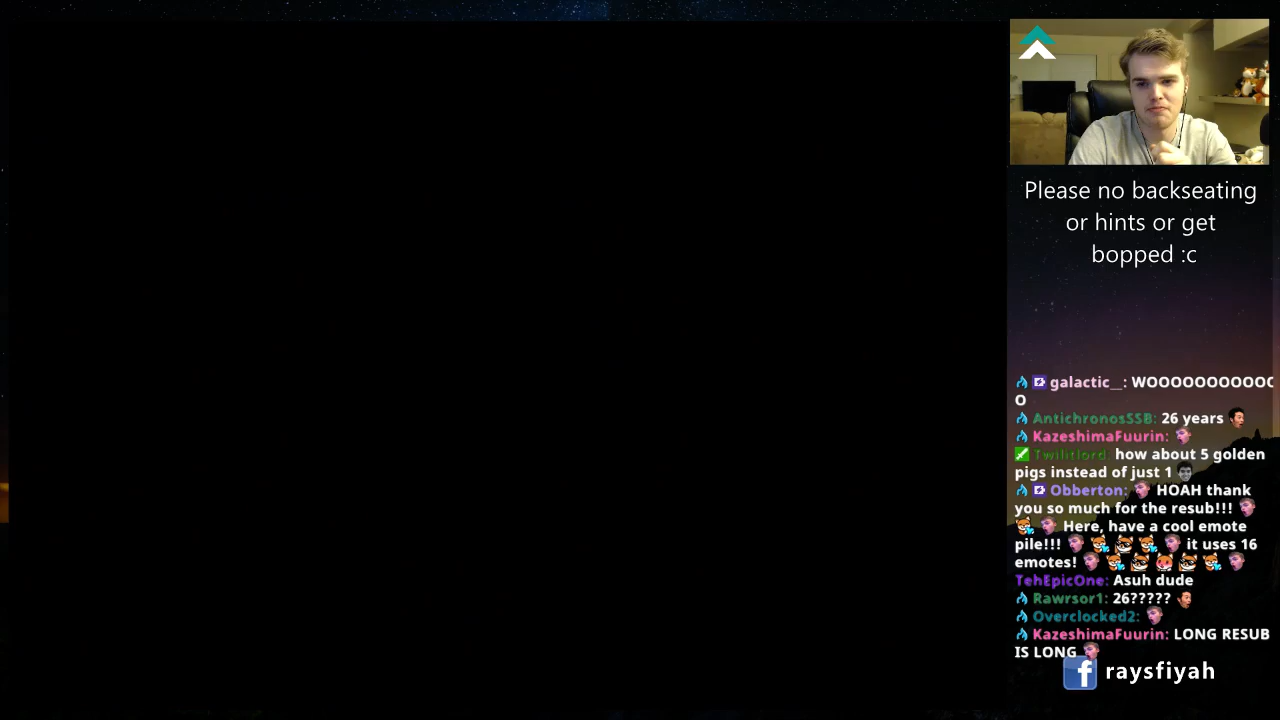 Please no backseating
or hints or get
bopped :c
galactic__: WOOOOOOOOOOO
O
AntichronosSSB: 26 years
KazeshimaFuurin:
Twilitlord: how about 5 golden
pigs instead of just 1
Obberton: HOAH thank
you so much for the resub!!!
Here, have a cool emote
pile!!! it uses 16
emotes!
TehEpicOne: Asuh dude
Rawrsor1: 26?????
Overclocked2:
KazeshimaFuurin: LONG RESUB
IS LONG
f raysfiyah